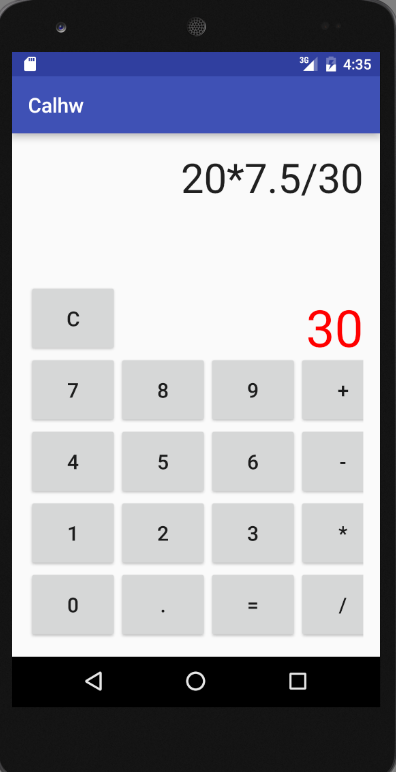 3G 4:35
Calhw
20*7.5/30
C 30
7 8 9 +
4 5 6 -
1 2 3 *
0 . = /